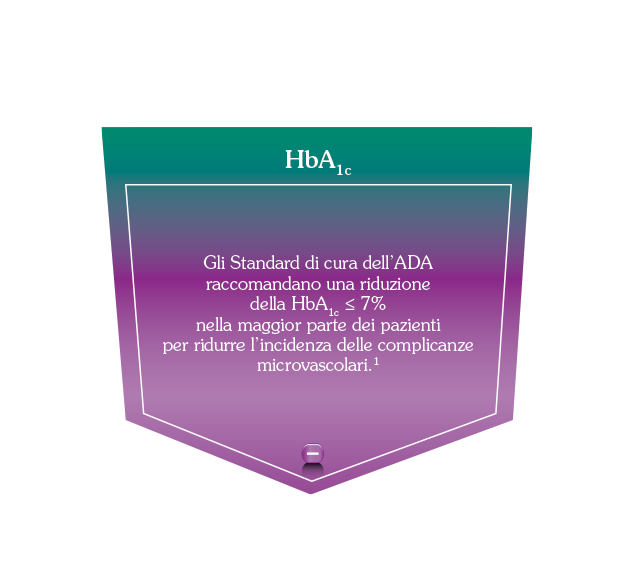 HbA1c
Gli Standard di cura dell'ADA
raccomandano una riduzione
della HbA1c ≤ 7%
nella maggior parte dei pazienti
per ridurre l'incidenza delle complicanze
microvascolari.¹